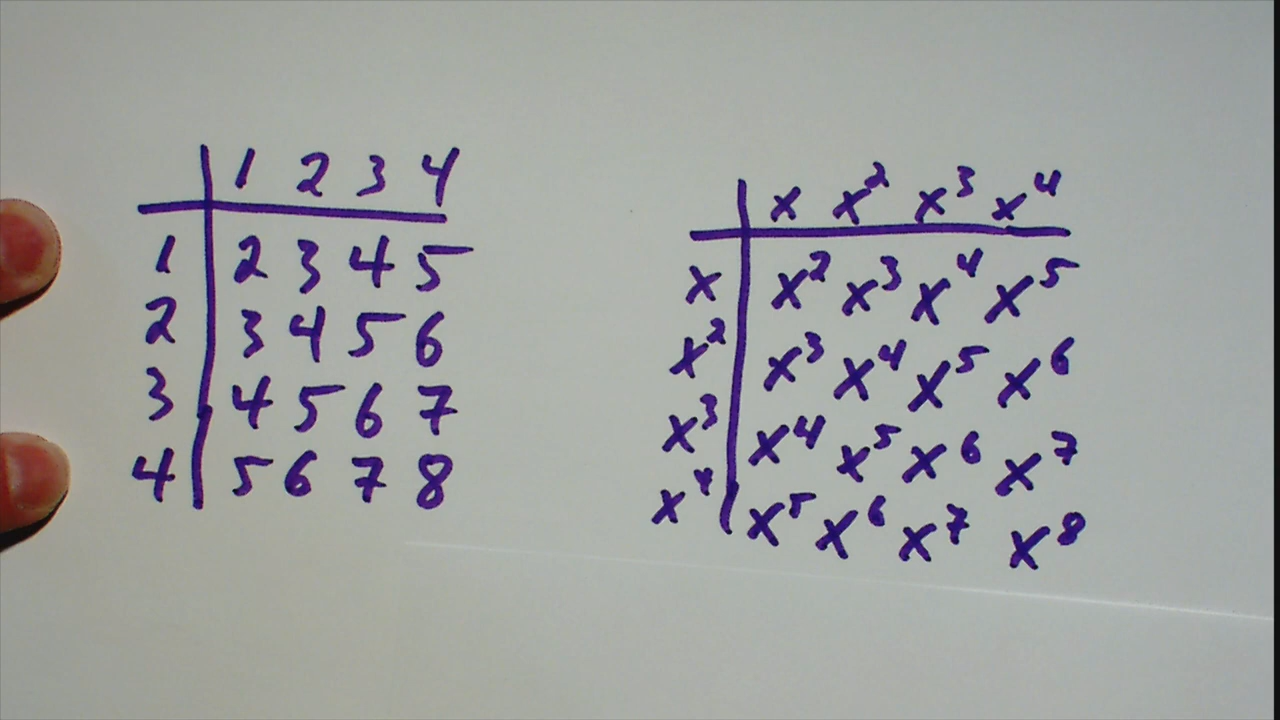 1 2 3 4
1 2 3 4 5
2 3 4 5 6
3 4 5 6 7
4 5 6 7 8
x x² x³ x⁴
x x² x³ x⁴ x⁵
x² x³ x⁴ x⁵ x⁶
x³ x⁴ x⁵ x⁶ x⁷
x⁴ x⁵ x⁶ x⁷ x⁸